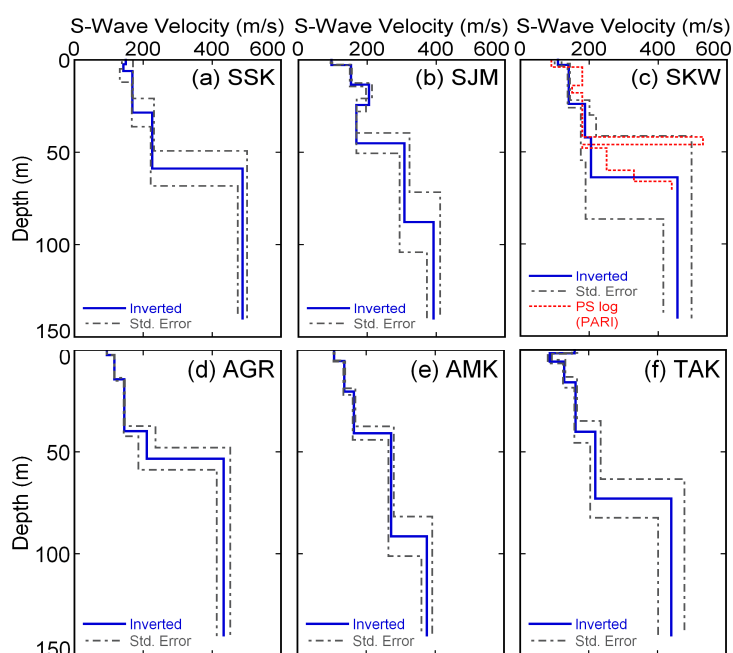 S-Wave Velocity (m/s) S-Wave Velocity (m/s) S-Wave Velocity (m/s)
0 200 400 600 0 200 400 600 0 200 400 600
0
(a) SSK (b) SJM (c) SKW
50
Depth (m)
100
Inverted
Std. Error
Inverted
Std. Error
Inverted
Std. Error
PS log
(PARI)
150
0
(d) AGR (e) AMK (f) TAK
50
Depth (m)
100
Inverted
Std. Error
Inverted
Std. Error
Inverted
Std. Error
150